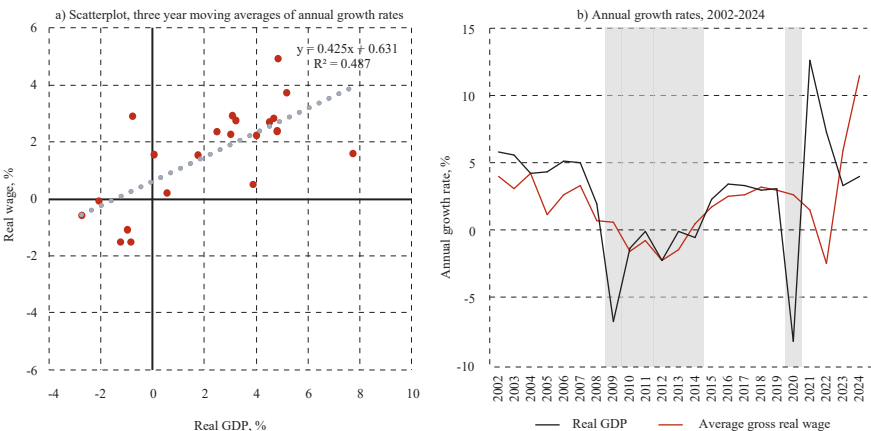 a) Scatterplot, three year moving averages of annual growth rates
y = 0.425x + 0.631
R² = 0.487
Real wage, %
6
4
2
0
-2
-4
-6
-4 -2 0 2 4 6 8 10
Real GDP, %
b) Annual growth rates, 2002-2024
Annual growth rate, %
15
10
5
0
-5
-10
2002 2003 2004 2005 2006 2007 2008 2009 2010 2011 2012 2013 2014 2015 2016 2017 2018 2019 2020 2021 2022 2023 2024
Real GDP Average gross real wage